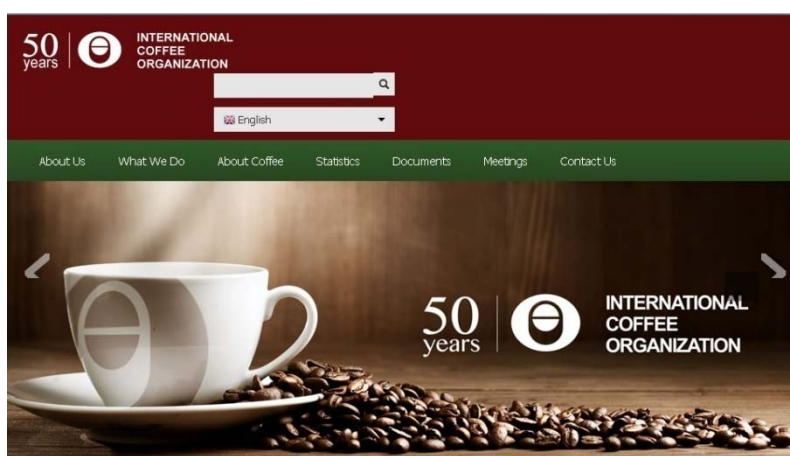 50
years
INTERNATIONAL
COFFEE
ORGANIZATION
English
About Us What We Do About Coffee Statistics Documents Meetings Contact Us
50
years
INTERNATIONAL
COFFEE
ORGANIZATION